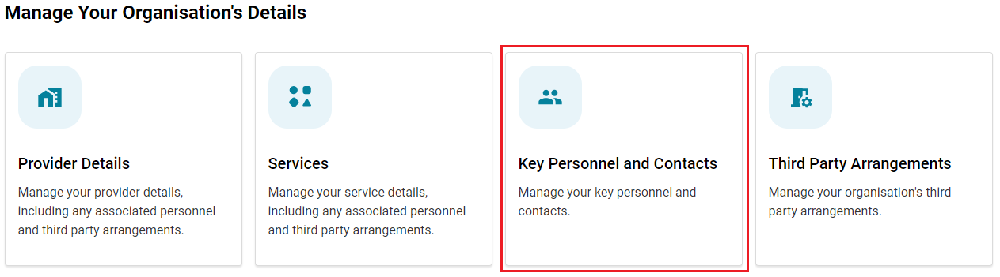 Manage Your Organisation's Details
Provider Details
Manage your provider details,
including any associated personnel
and third party arrangements.
Services
Manage your service details,
including any associated personnel
and third party arrangements.
Key Personnel and Contacts
Manage your key personnel and
contacts.
Third Party Arrangements
Manage your organisation's third
party arrangements.